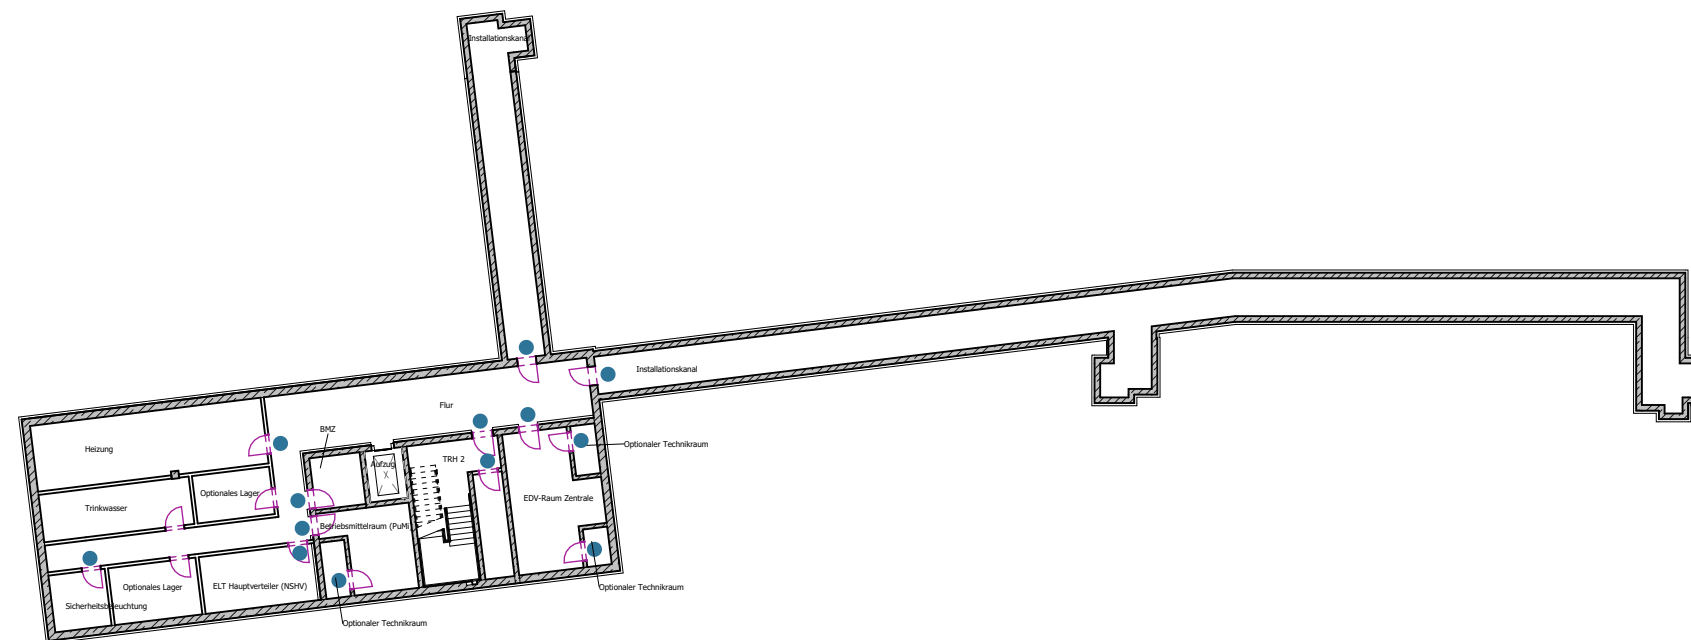 Installationskanal
Installationskanal
Flur
BMZ
Heizung
Optionaler Technikraum
TRH 2
Aufzug
Optionales Lager
EDV-Raum Zentrale
Trinkwasser
Betriebsmittelraum (PuMi)
Optionales Lager
ELT Hauptverteiler (NSHV)
Optionaler Technikraum
Sicherheitsbeleuchtung
Optionaler Technikraum